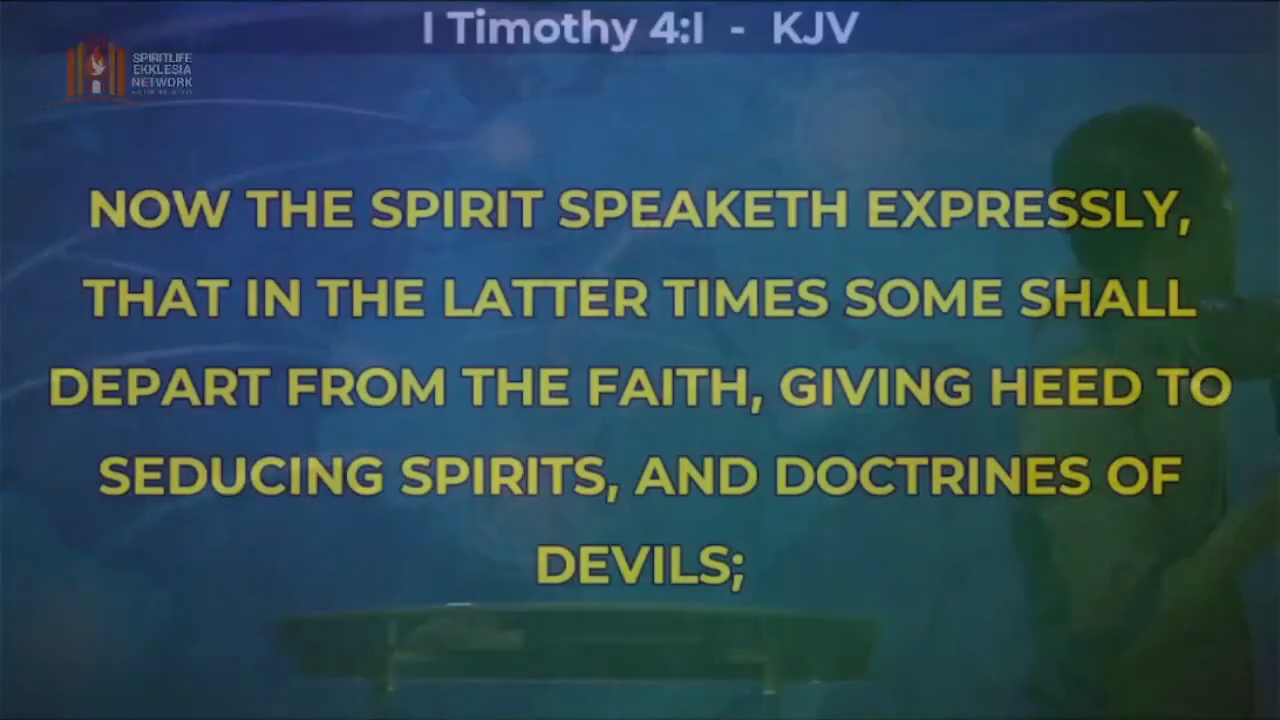 I Timothy 4:I - KJV
SPIRITLIFE
EKKLESIA
NETWORK
NOW THE SPIRIT SPEAKETH EXPRESSLY,
THAT IN THE LATTER TIMES SOME SHALL
DEPART FROM THE FAITH, GIVING HEED TO
SEDUCING SPIRITS, AND DOCTRINES OF
DEVILS;